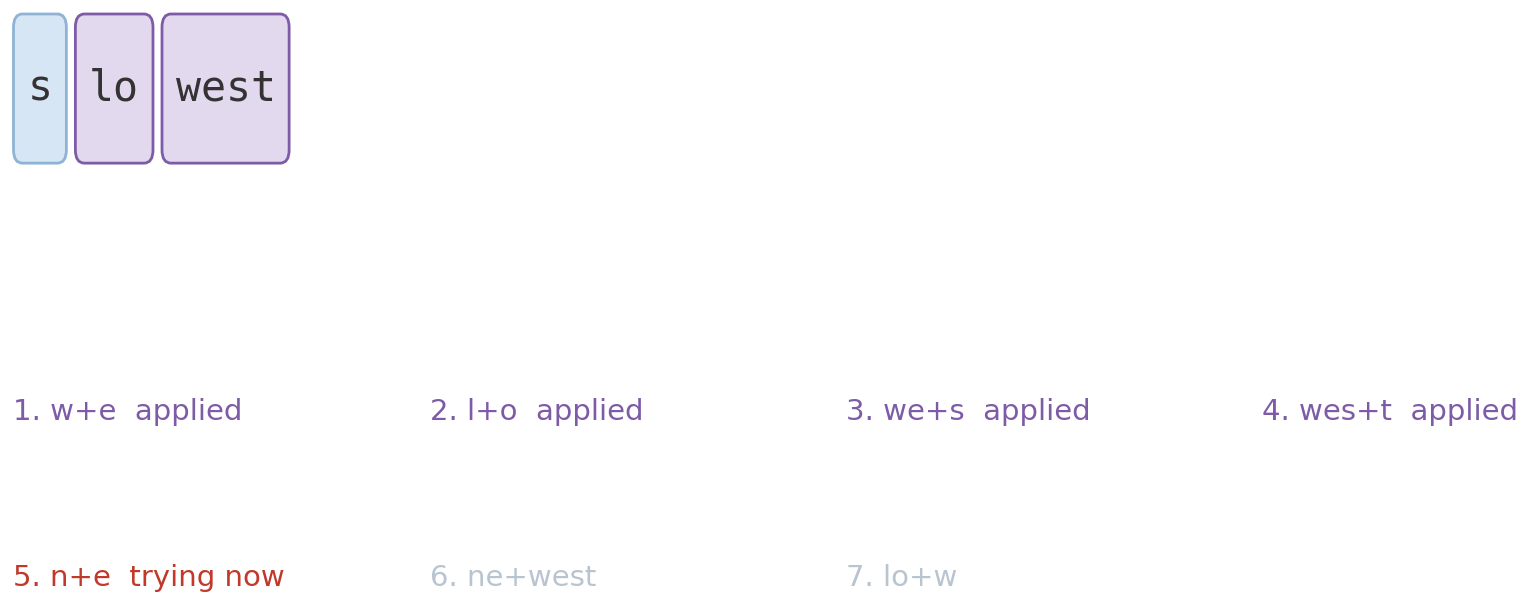 s lo west
1. w+e  applied 2. l+o  applied 3. we+s  applied 4. wes+t  applied
5. n+e  trying now 6. ne+west 7. lo+w